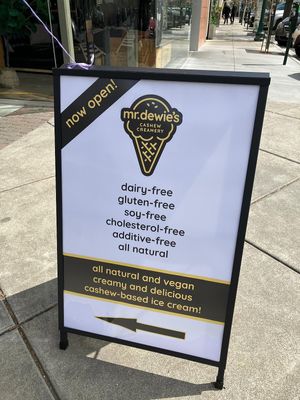 now open!
mr.dewie's
CASHEW
CREAMERY
dairy-free
gluten-free
soy-free
cholesterol-free
additive-free
all natural
all natural and vegan
creamy and delicious
cashew-based ice cream!